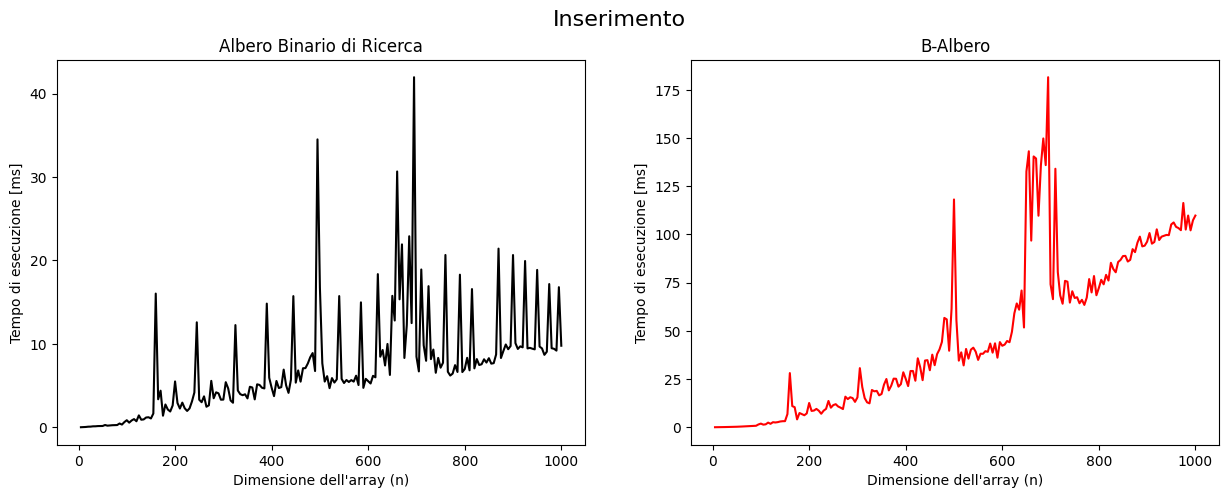 Inserimento
Albero Binario di Ricerca
Tempo di esecuzione [ms]
40
30
20
10
0
0 200 400 600 800 1000
Dimensione dell'array (n)
B-Albero
Tempo di esecuzione [ms]
175
150
125
100
75
50
25
0
0 200 400 600 800 1000
Dimensione dell'array (n)